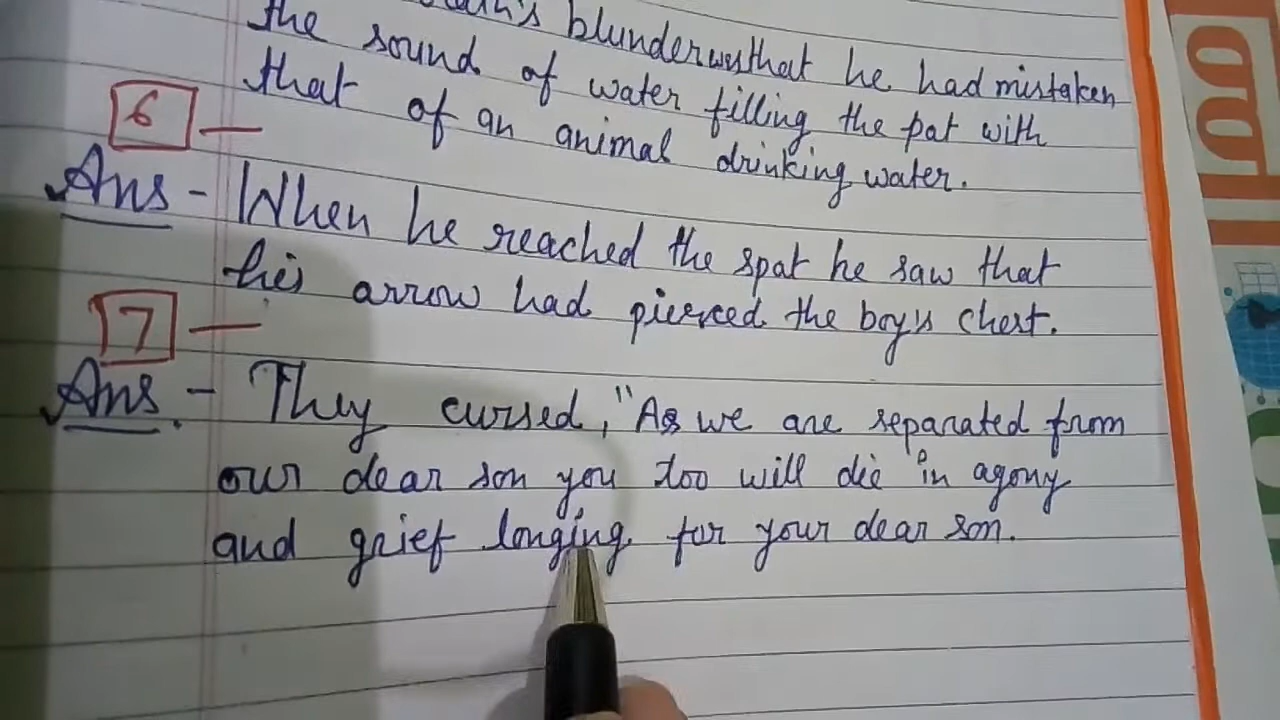 blunder was that he had mistaken
the sound of water filling the pat with
that of an animal drinking water.
6 —
Ans - When he reached the spat he saw that
his arrow had pierced the boy's chest.
7 —
Ans. - They cursed, "As we are separated from
our dear son you too will die in agony
and grief longing for your dear son.